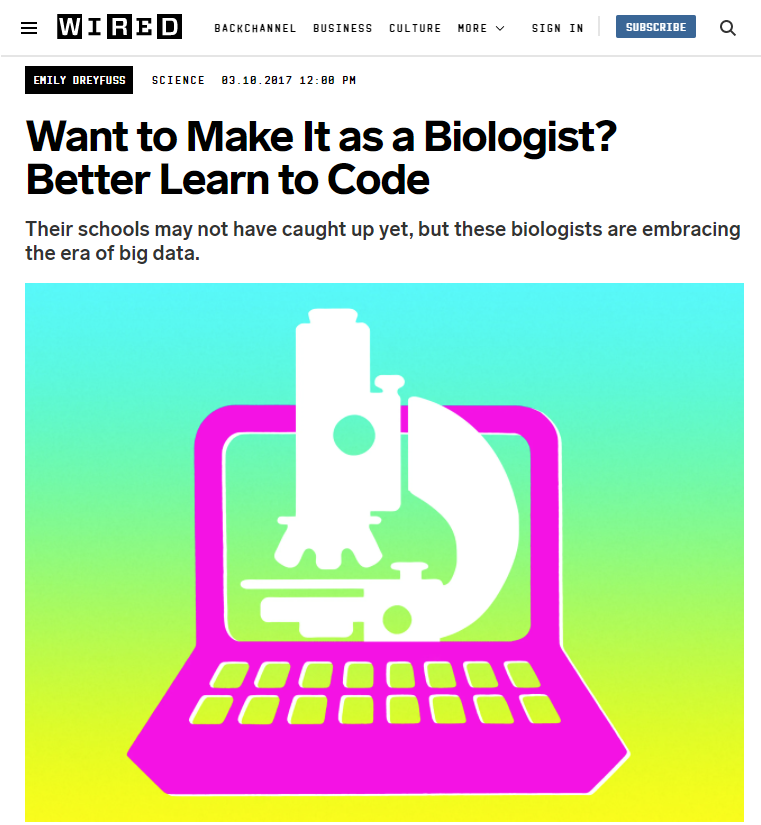 WIRED BACKCHANNEL BUSINESS CULTURE MORE SIGN IN SUBSCRIBE
EMILY DREYFUSS SCIENCE 03.10.2017 12:00 PM
Want to Make It as a Biologist?
Better Learn to Code
Their schools may not have caught up yet, but these biologists are embracing
the era of big data.